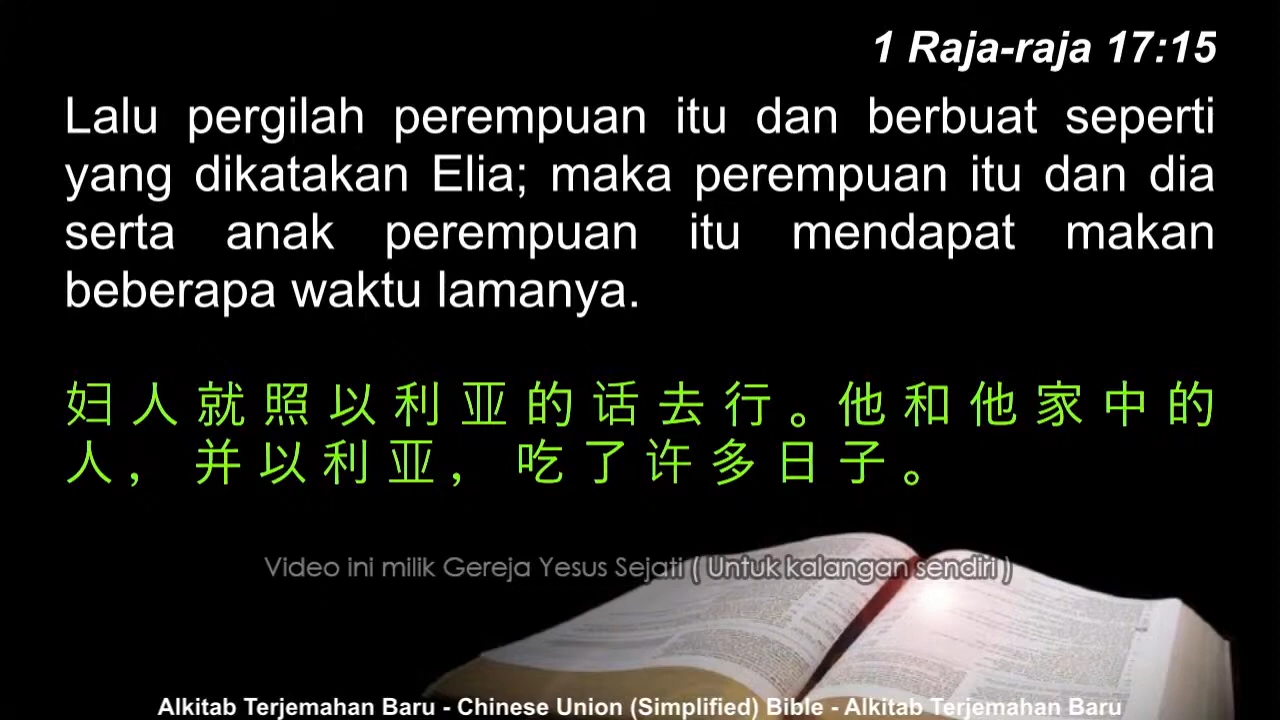 1 Raja-raja 17:15
Lalu pergilah perempuan itu dan berbuat seperti
yang dikatakan Elia; maka perempuan itu dan dia
serta anak perempuan itu mendapat makan
beberapa waktu lamanya.
妇人就照以利亚的话去行。他和他家中的
人，并以利亚，吃了许多日子。
Video ini milik Gereja Yesus Sejati ( Untuk kalangan sendiri )
Alkitab Terjemahan Baru - Chinese Union (Simplified) Bible - Alkitab Terjemahan Baru